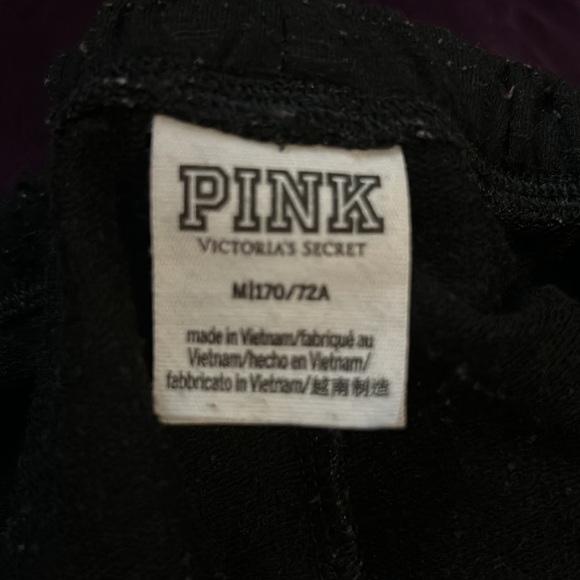 PINK
VICTORIA'S SECRET
M|170/72A
made in Vietnam/fabriqué au
Vietnam/hecho en Vietnam/
fabbricato in Vietnam/越南制造